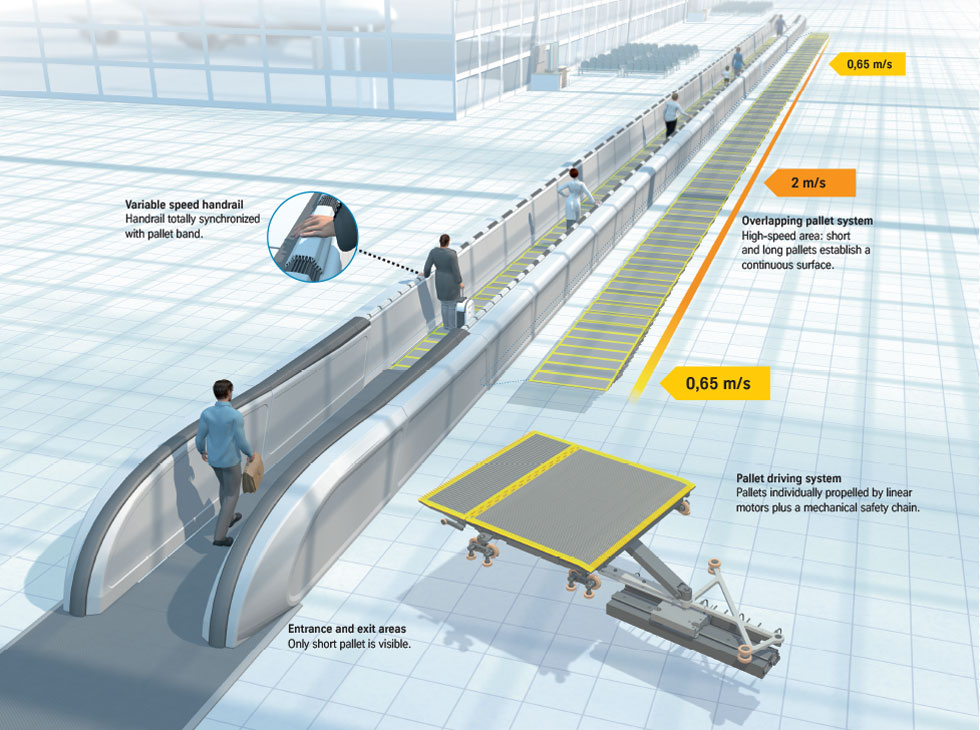 0,65 m/s
2 m/s
Variable speed handrail
Handrail totally synchronized
with pallet band.
Overlapping pallet system
High-speed area: short
and long pallets establish a
continuous surface.
0,65 m/s
Pallet driving system
Pallets individually propelled by linear
motors plus a mechanical safety chain.
Entrance and exit areas
Only short pallet is visible.